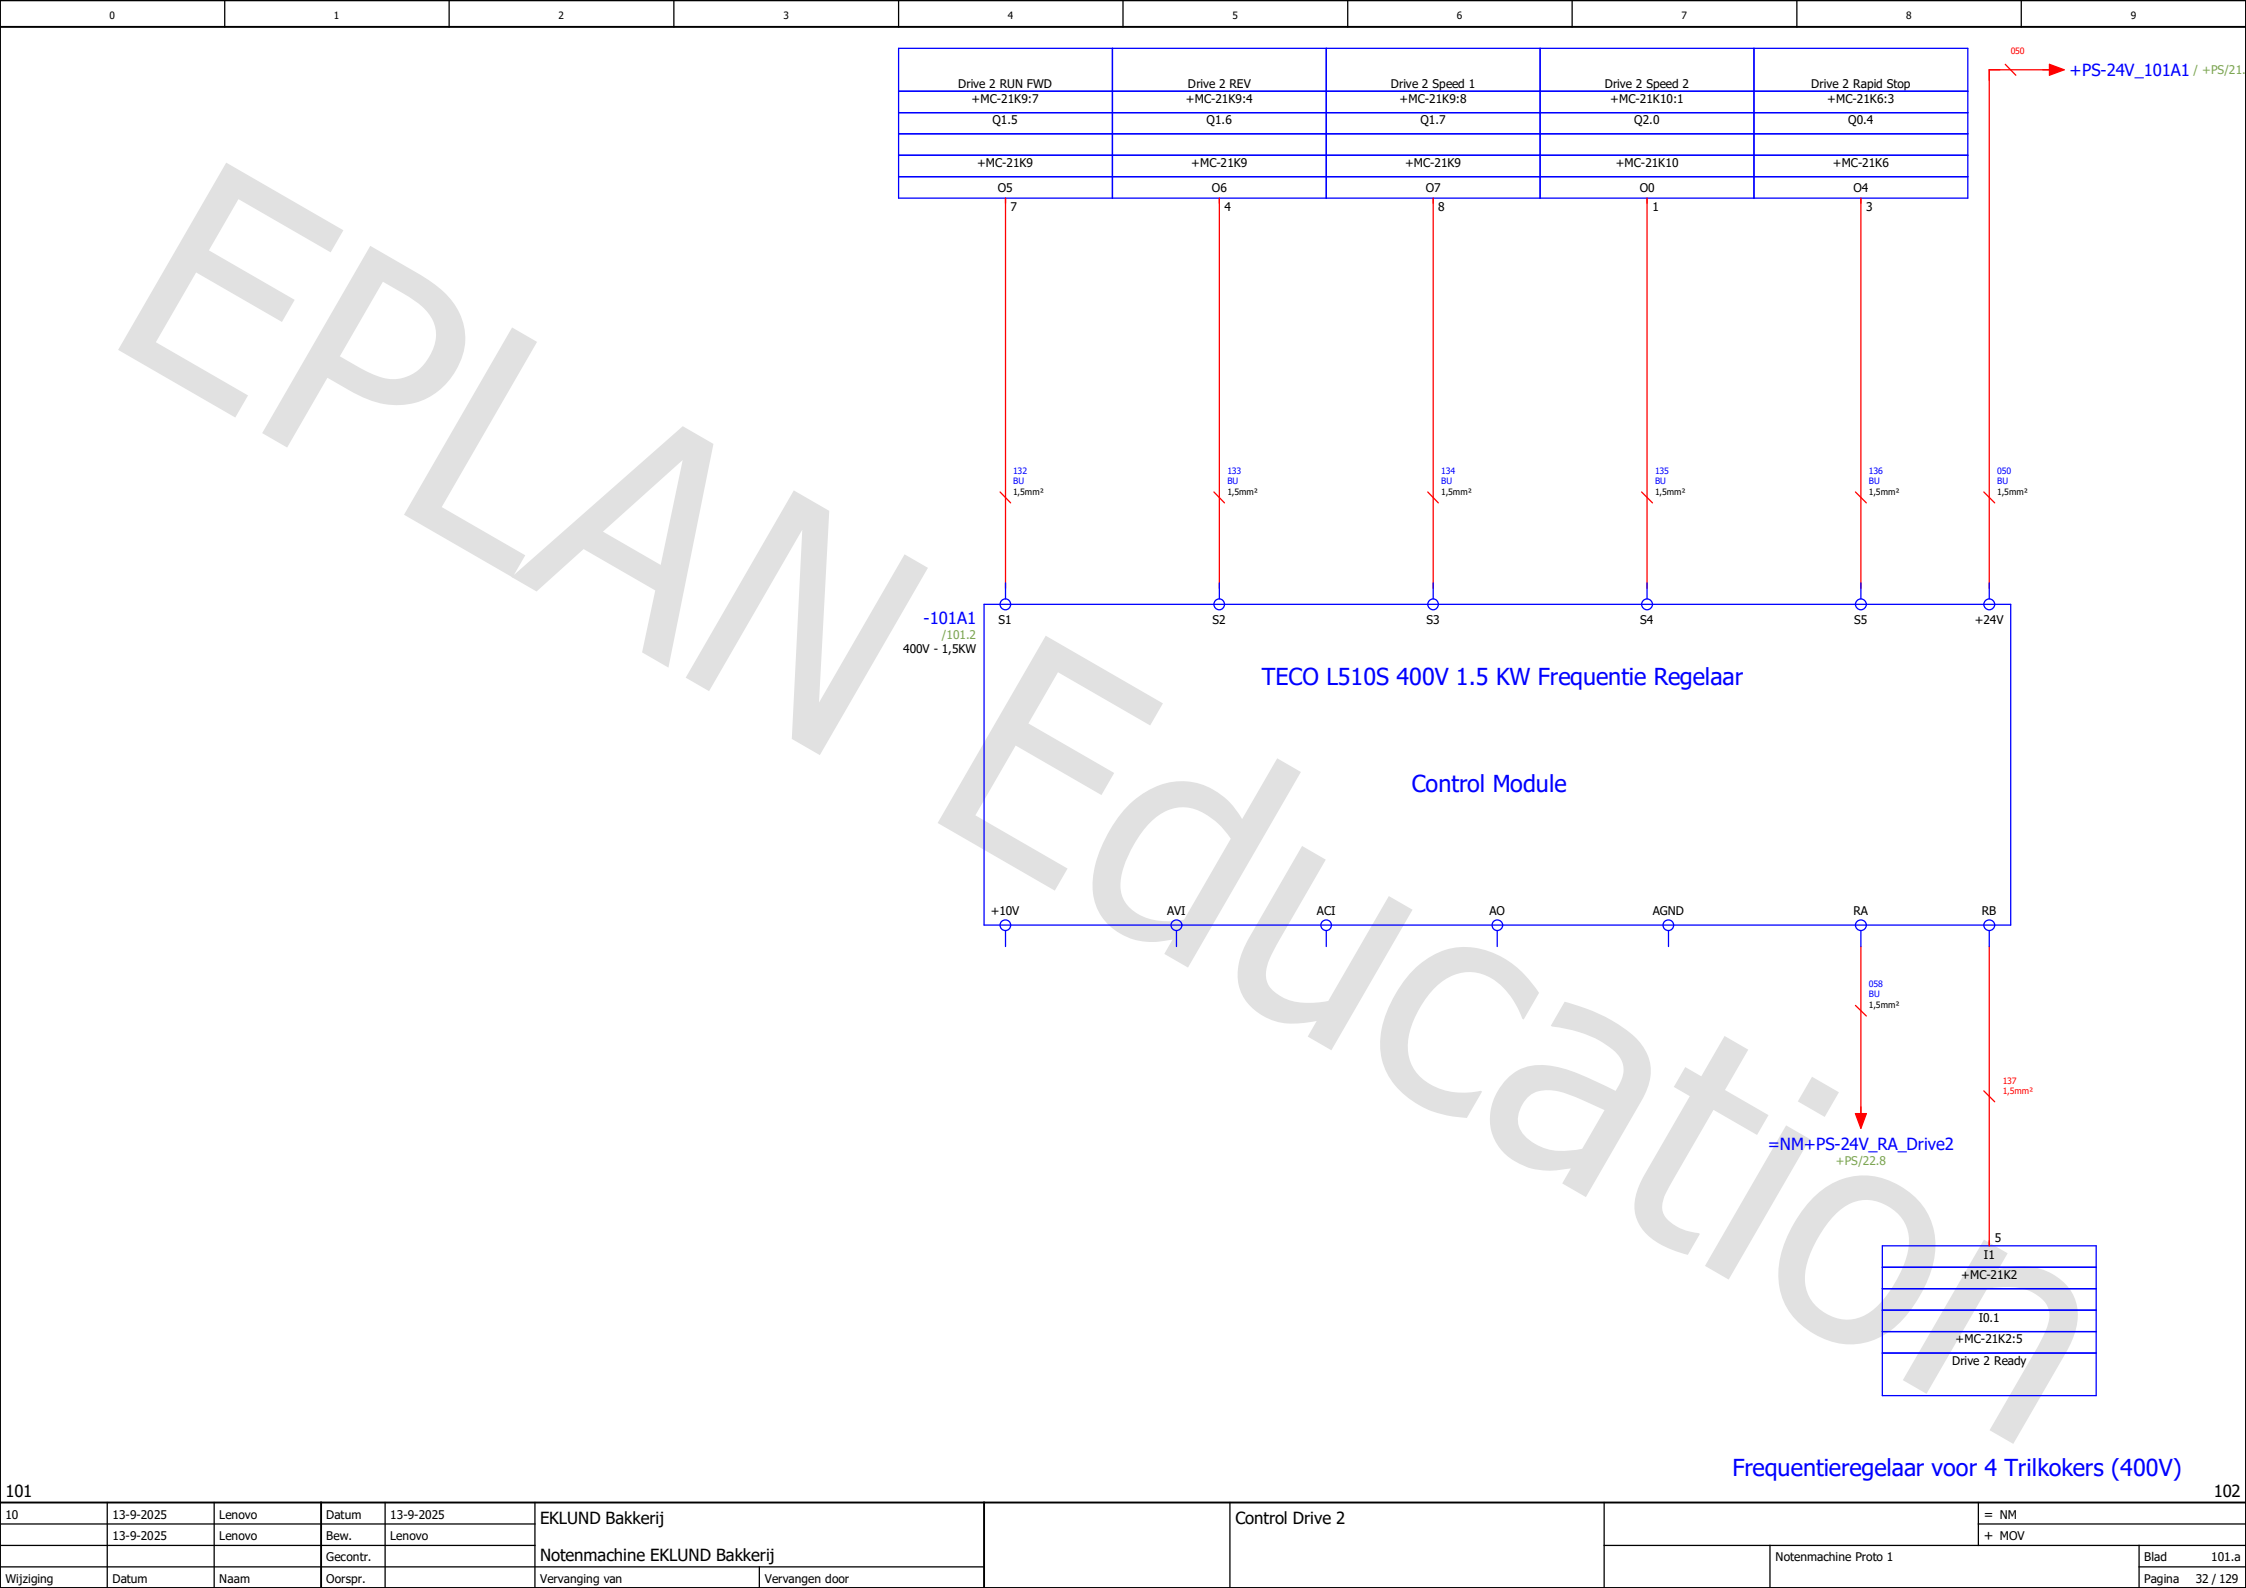 0 1 2 3 4 5 6 7 8 9
050
+PS-24V_101A1 / +PS/21.
Drive 2 RUN FWD Drive 2 REV Drive 2 Speed 1 Drive 2 Speed 2 Drive 2 Rapid Stop
+MC-21K9:7 +MC-21K9:4 +MC-21K9:8 +MC-21K10:1 +MC-21K6:3
Q1.5 Q1.6 Q1.7 Q2.0 Q0.4
+MC-21K9 +MC-21K9 +MC-21K9 +MC-21K10 +MC-21K6
O5 O6 O7 O0 O4
7 4 8 1 3
132 133 134 135 136 050
BU BU BU BU BU BU
1,5mm² 1,5mm² 1,5mm² 1,5mm² 1,5mm² 1,5mm²
-101A1
/101.2
400V - 1,5KW
S1 S2 S3 S4 S5 +24V
TECO L510S 400V 1.5 KW Frequentie Regelaar
Control Module
+10V AVI ACI AO AGND RA RB
058
BU
1,5mm²
137
1,5mm²
=NM+PS-24V_RA_Drive2
+PS/22.8
5
I1
+MC-21K2
I0.1
+MC-21K2:5
Drive 2 Ready
EPLAN Education
Frequentieregelaar voor 4 Trilkokers (400V)
101 102
10 13-9-2025 Lenovo Datum 13-9-2025 EKLUND Bakkerij Control Drive 2 = NM
13-9-2025 Lenovo Bew. Lenovo + MOV
Gecontr. Notenmachine EKLUND Bakkerij Notenmachine Proto 1 Blad 101.a
Wijziging Datum Naam Oorspr. Vervanging van Vervangen door Pagina 32 / 129